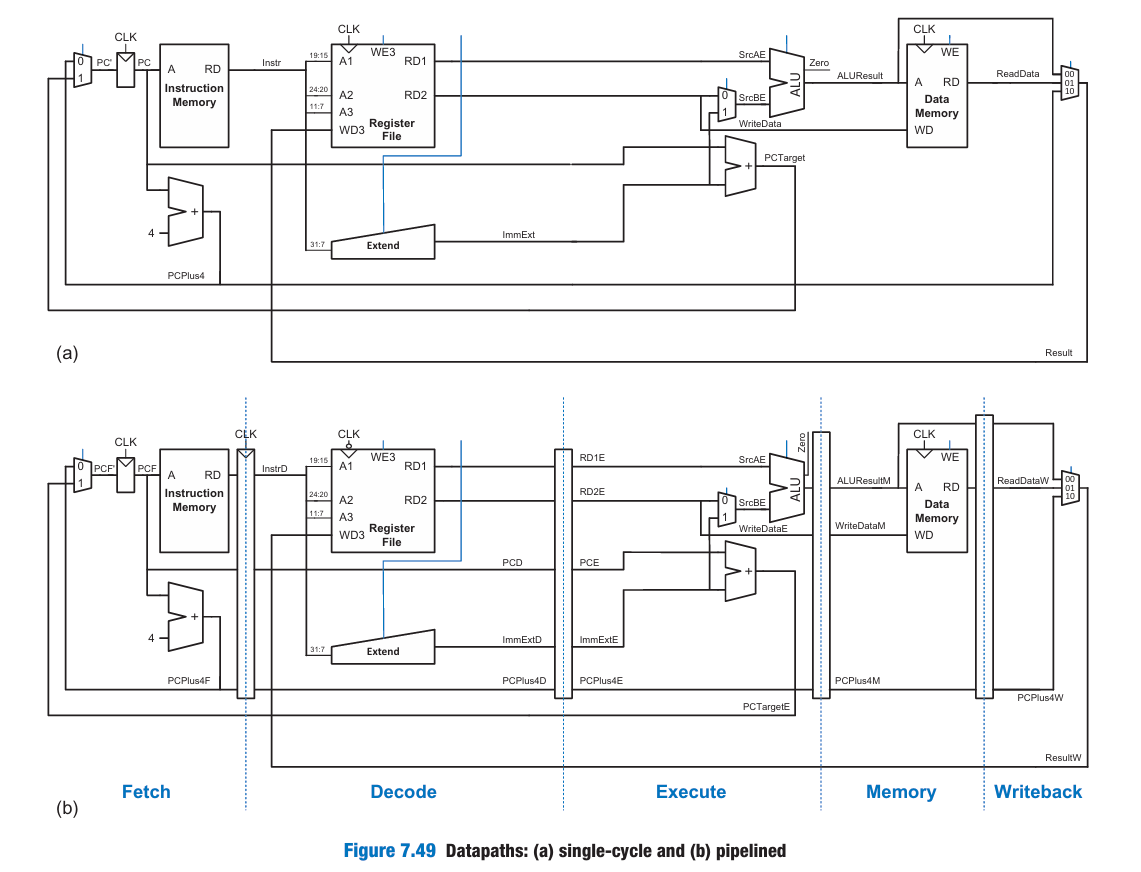 CLK
CLK
CLK
0
1
PC'
PC
A
RD
Instruction
Memory
Instr
19:15
A1
WE3
RD1
24:20
A2
RD2
11:7
A3
WD3
Register
File
SrcAE
0
1
SrcBE
ALU
Zero
ALUResult
WriteData
WE
A
RD
Data
Memory
WD
ReadData
00
01
10
+
PCTarget
4
+
31:7
Extend
ImmExt
PCPlus4
Result
(a)
CLK
CLK
CLK
CLK
0
1
PCF'
PCF
A
RD
Instruction
Memory
InstrD
19:15
A1
WE3
RD1
24:20
A2
RD2
11:7
A3
WD3
Register
File
RD1E
RD2E
SrcAE
0
1
SrcBE
ALU
Zero
WriteDataE
ALUResultM
WriteDataM
WE
A
RD
Data
Memory
WD
ReadDataW
00
01
10
PCD
PCE
+
4
+
31:7
Extend
ImmExtD
ImmExtE
PCPlus4F
PCPlus4D
PCPlus4E
PCPlus4M
PCPlus4W
PCTargetE
ResultW
Fetch
Decode
Execute
Memory
Writeback
(b)
Figure 7.49 Datapaths: (a) single-cycle and (b) pipelined